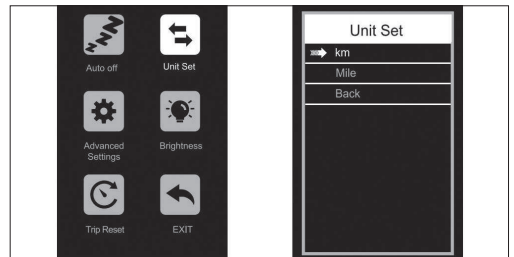 Auto off
Unit Set
Advanced
Settings
Brightness
Trip Reset
EXIT
Unit Set
km
Mile
Back